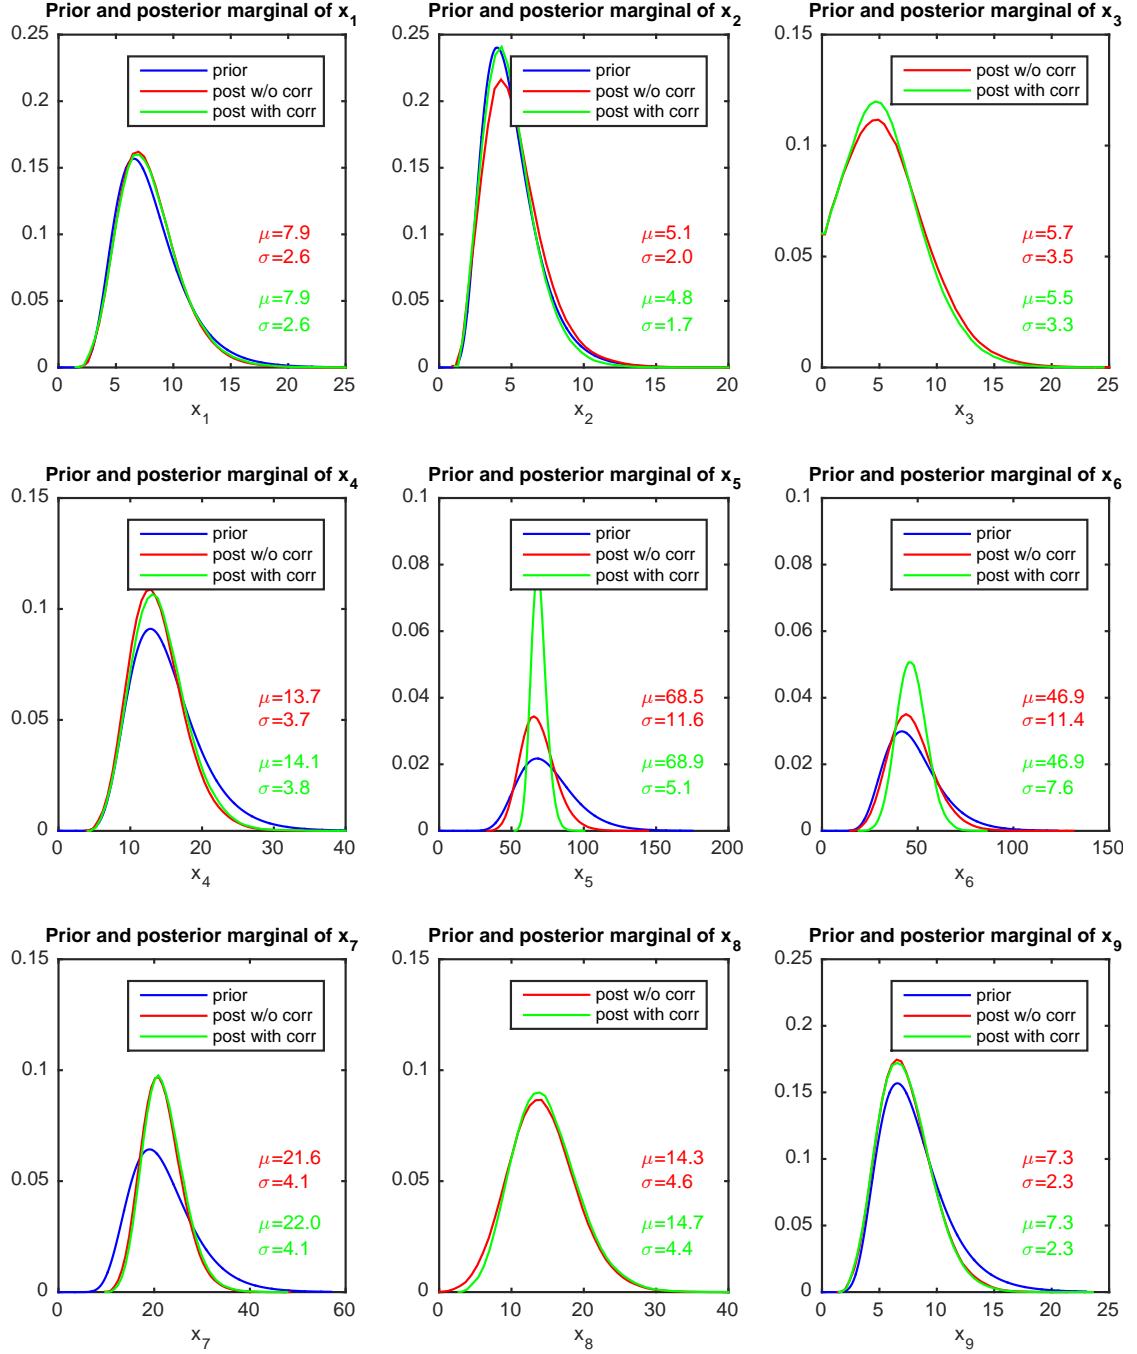 Prior and posterior marginal of x1
0.25
0.2
0.15
0.1
0.05
0
prior
post w/o corr
post with corr
μ=7.9
σ=2.6
μ=7.9
σ=2.6
0 5 10 15 20 25
x1
Prior and posterior marginal of x2
0.25
0.2
0.15
0.1
0.05
0
prior
post w/o corr
post with corr
μ=5.1
σ=2.0
μ=4.8
σ=1.7
0 5 10 15 20
x2
Prior and posterior marginal of x3
0.15
0.1
0.05
0
post w/o corr
post with corr
μ=5.7
σ=3.5
μ=5.5
σ=3.3
0 5 10 15 20 25
x3
Prior and posterior marginal of x4
0.15
0.1
0.05
0
prior
post w/o corr
post with corr
μ=13.7
σ=3.7
μ=14.1
σ=3.8
0 10 20 30 40
x4
Prior and posterior marginal of x5
0.1
0.08
0.06
0.04
0.02
0
prior
post w/o corr
post with corr
μ=68.5
σ=11.6
μ=68.9
σ=5.1
0 50 100 150 200
x5
Prior and posterior marginal of x6
0.1
0.08
0.06
0.04
0.02
0
prior
post w/o corr
post with corr
μ=46.9
σ=11.4
μ=46.9
σ=7.6
0 50 100 150
x6
Prior and posterior marginal of x7
0.15
0.1
0.05
0
prior
post w/o corr
post with corr
μ=21.6
σ=4.1
μ=22.0
σ=4.1
0 20 40 60
x7
Prior and posterior marginal of x8
0.15
0.1
0.05
0
post w/o corr
post with corr
μ=14.3
σ=4.6
μ=14.7
σ=4.4
0 10 20 30 40
x8
Prior and posterior marginal of x9
0.25
0.2
0.15
0.1
0.05
0
prior
post w/o corr
post with corr
μ=7.3
σ=2.3
μ=7.3
σ=2.3
0 5 10 15 20 25
x9